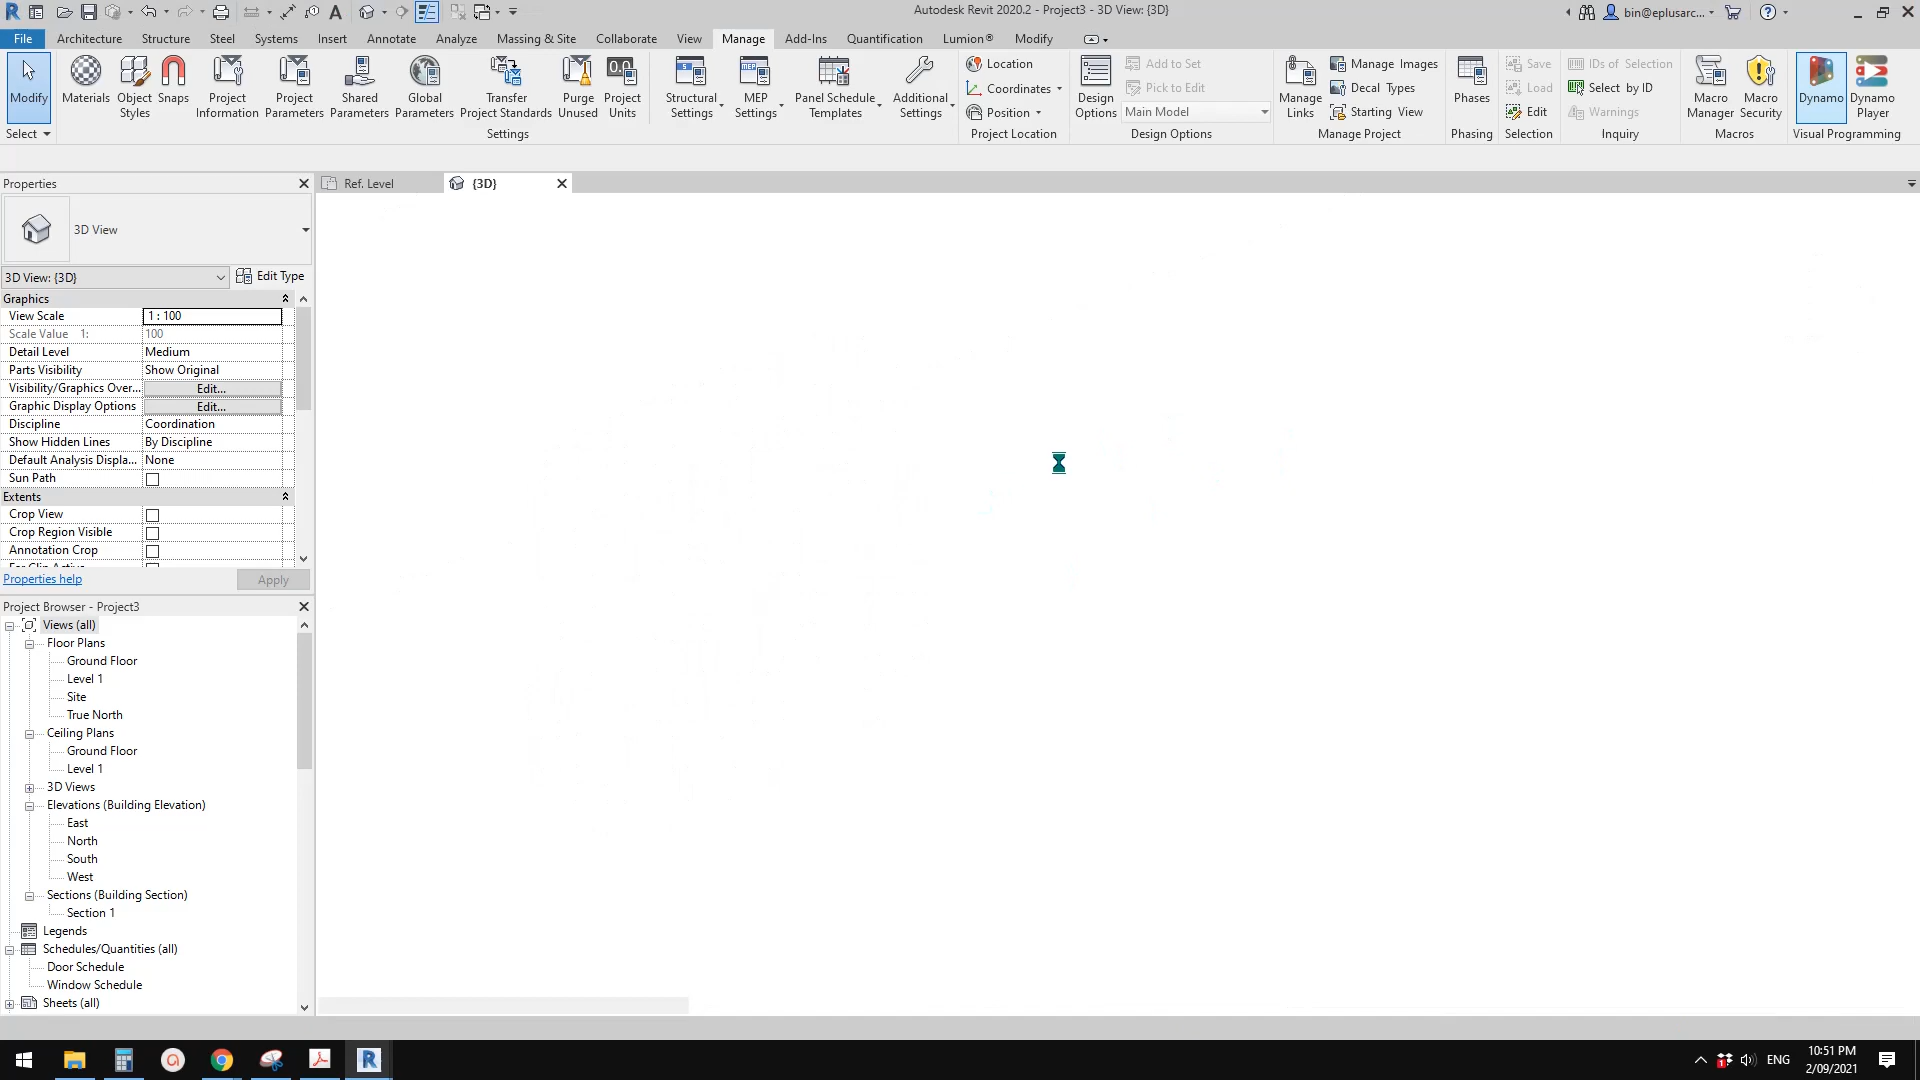 Autodesk Revit 2020.2 - Project3 - 3D View: {3D}
bin@eplusarc...
File Architecture Structure Steel Systems Insert Annotate Analyze Massing & Site Collaborate View Manage Add-Ins Quantification Lumion® Modify
Modify
Materials
Object Styles
Snaps
Project Information
Project Parameters
Shared Parameters
Global Parameters
Transfer Project Standards
Purge Unused
Project Units
Structural Settings
MEP Settings
Panel Schedule Templates
Additional Settings
Location
Coordinates
Position
Design Options
Add to Set
Pick to Edit
Main Model
Manage Links
Manage Images
Decal Types
Starting View
Phases
Save
Load
Edit
IDs of Selection
Select by ID
Warnings
Macro Manager
Macro Security
Dynamo
Dynamo Player
Select
Settings
Project Location
Design Options
Manage Project
Phasing
Selection
Inquiry
Macros
Visual Programming
Properties
Ref. Level
{3D}
3D View
3D View: {3D}
Edit Type
Graphics
View Scale 1 : 100
Scale Value 1: 100
Detail Level Medium
Parts Visibility Show Original
Visibility/Graphics Over... Edit...
Graphic Display Options Edit...
Discipline Coordination
Show Hidden Lines By Discipline
Default Analysis Displa... None
Sun Path
Extents
Crop View
Crop Region Visible
Annotation Crop
Properties help
Apply
Project Browser - Project3
Views (all)
Floor Plans
Ground Floor
Level 1
Site
True North
Ceiling Plans
Ground Floor
Level 1
3D Views
Elevations (Building Elevation)
East
North
South
West
Sections (Building Section)
Section 1
Legends
Schedules/Quantities (all)
Door Schedule
Window Schedule
Sheets (all)
ENG
10:51 PM
2/09/2021